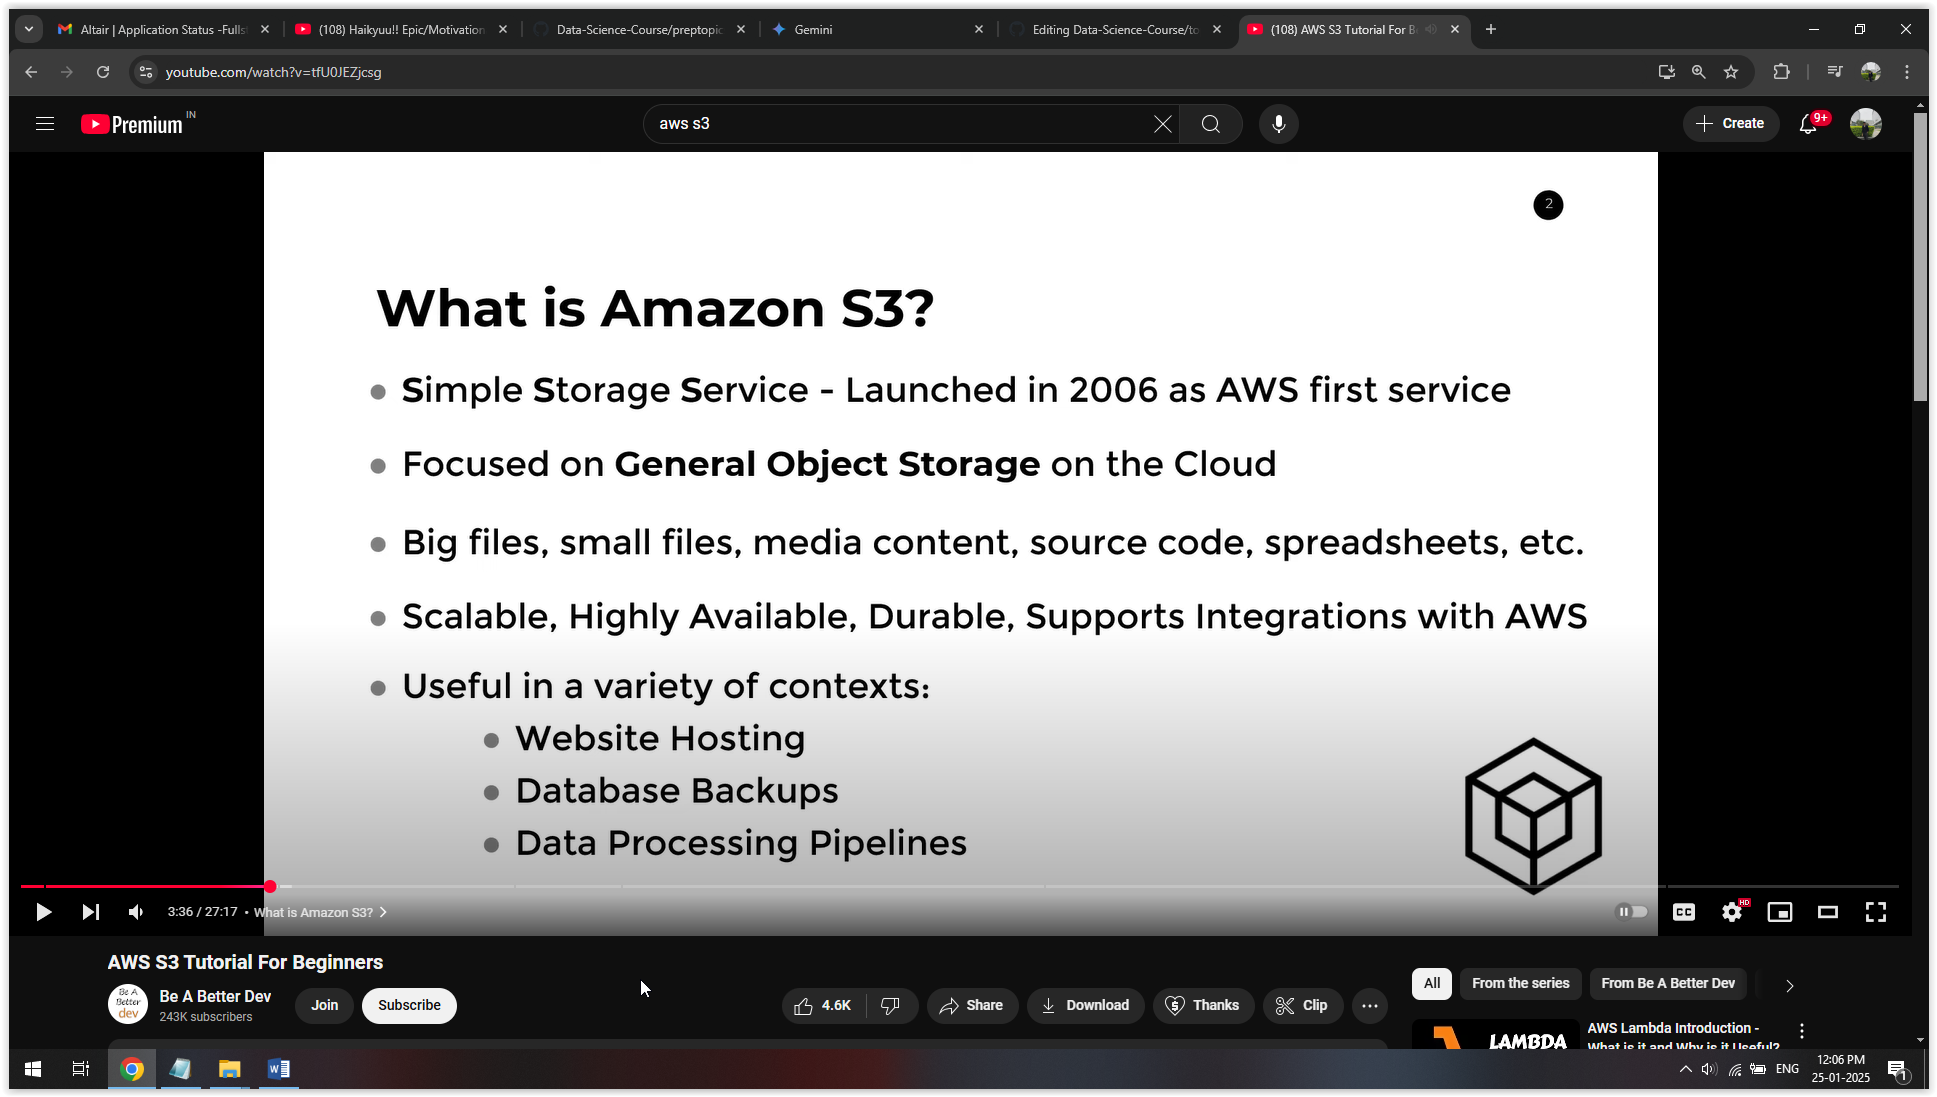 Altair | Application Status -Fulls
(108) Haikyuu!! Epic/Motivation
Data-Science-Course/preptopic
Gemini
Editing Data-Science-Course/to
(108) AWS S3 Tutorial For B
youtube.com/watch?v=tfU0JEZjcsg
Premium IN
aws s3
Create
9+
2
What is Amazon S3?
Simple Storage Service - Launched in 2006 as AWS first service
Focused on General Object Storage on the Cloud
Big files, small files, media content, source code, spreadsheets, etc.
Scalable, Highly Available, Durable, Supports Integrations with AWS
Useful in a variety of contexts:
Website Hosting
Database Backups
Data Processing Pipelines
3:36 / 27:17 • What is Amazon S3?
CC
HD
AWS S3 Tutorial For Beginners
Be A Better dev
Be A Better Dev
243K subscribers
Join
Subscribe
4.6K
Share
Download
Thanks
Clip
All
From the series
From Be A Better Dev
LAMBDA
AWS Lambda Introduction -
What is it and Why is it Useful?
W
ENG
12:06 PM
25-01-2025
1